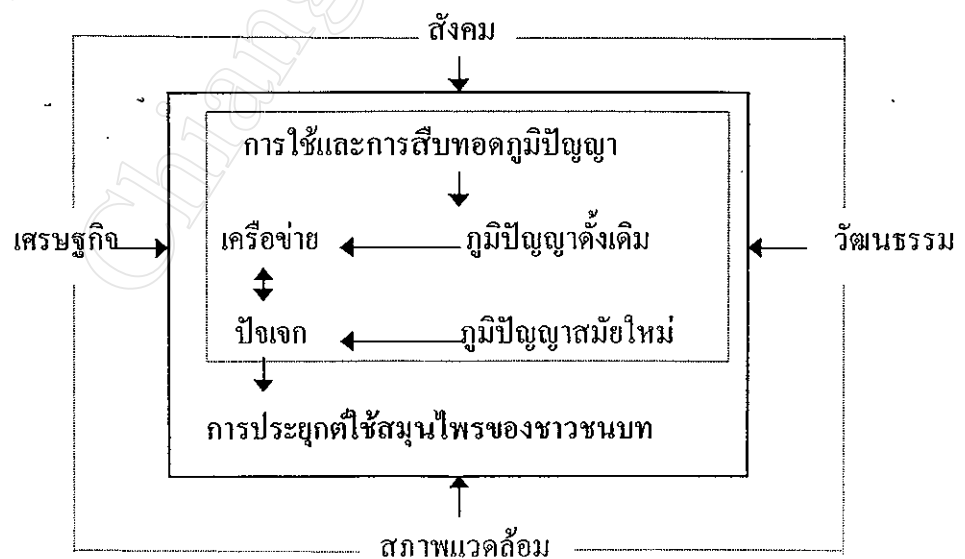 สังคม
การใช้และการสืบทอดภูมิปัญญา
เศรษฐกิจ เครือข่าย ภูมิปัญญาดั้งเดิม วัฒนธรรม
ปัจเจก ภูมิปัญญาสมัยใหม่
การประยุกต์ใช้สมุนไพรของชาวชนบท
สภาพแวดล้อม
Chiang